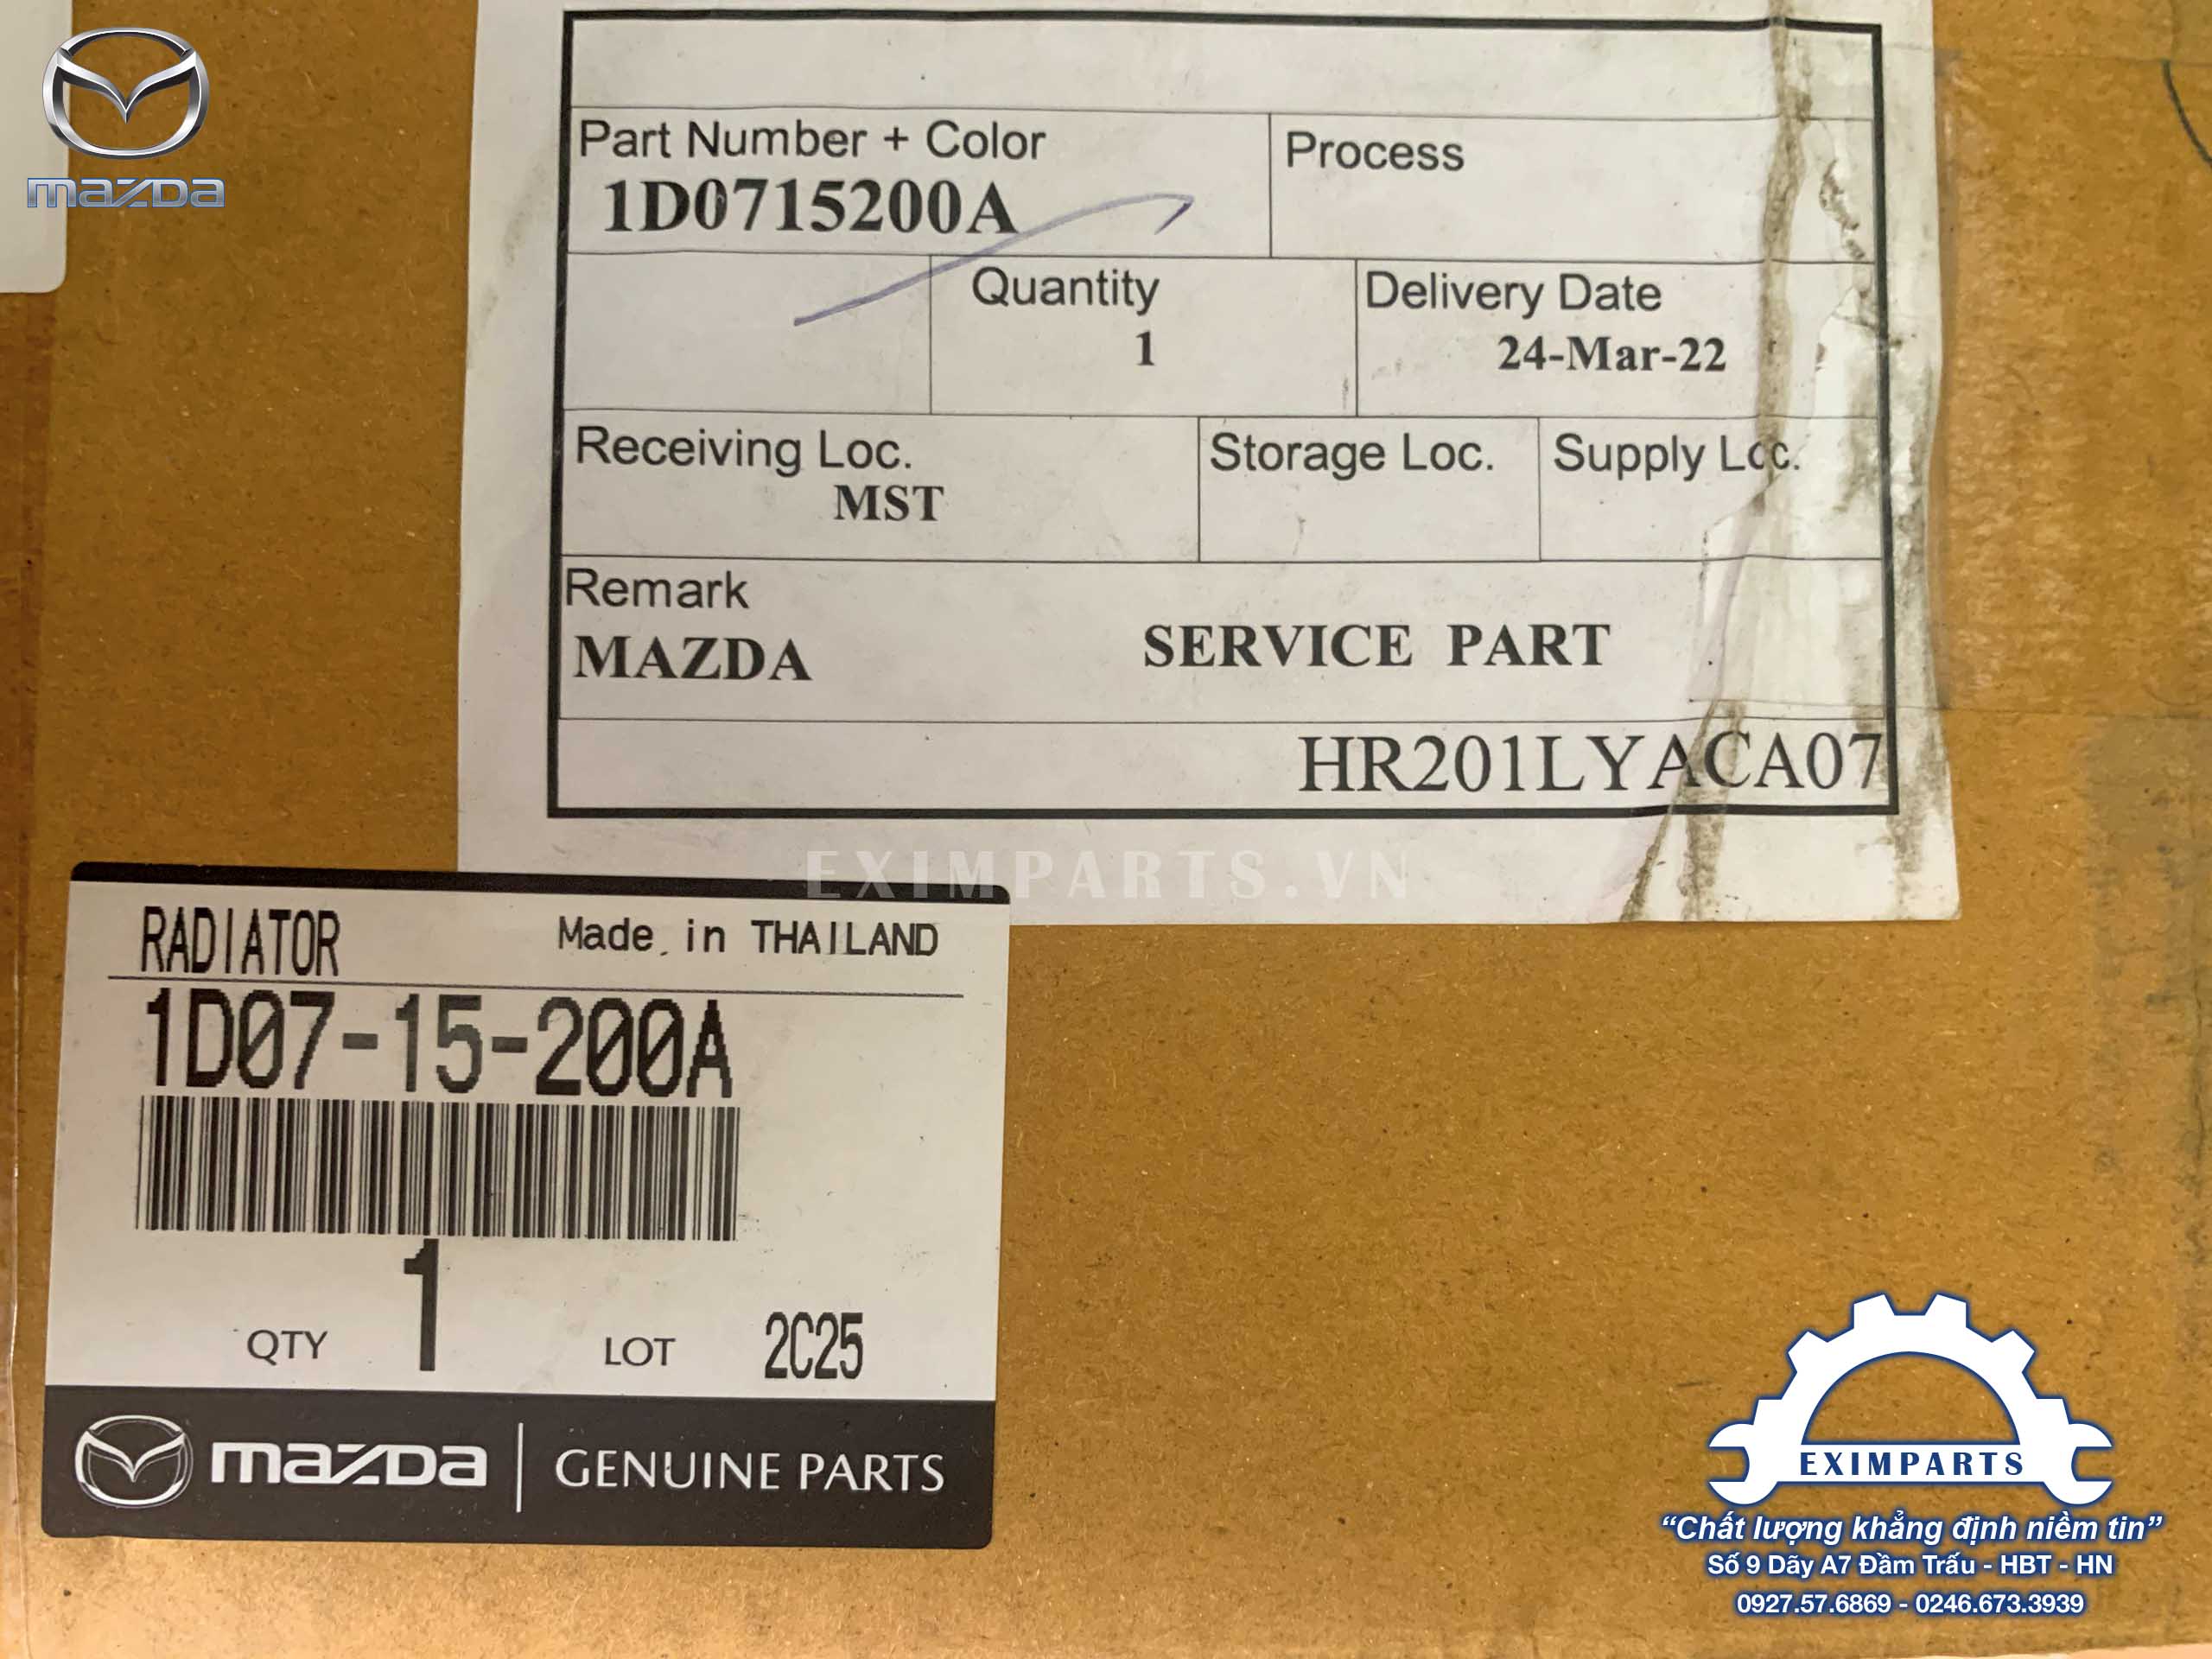 mazDa
Part Number + Color
1D0715200A
Process
Quantity
1
Delivery Date
24-Mar-22
Receiving Loc.
MST
Storage Loc.
Supply Loc.
Remark
MAZDA
SERVICE PART
HR201LYACA07
EXIMPARTS.VN
RADIATOR
Made in THAILAND
1D07-15-200A
QTY 1 LOT 2C25
mazDa | GENUINE PARTS
EXIMPARTS
“Chất lượng khẳng định niềm tin”
Số 9 Dãy A7 Đầm Trấu - HBT - HN
0927.57.6869 - 0246.673.3939